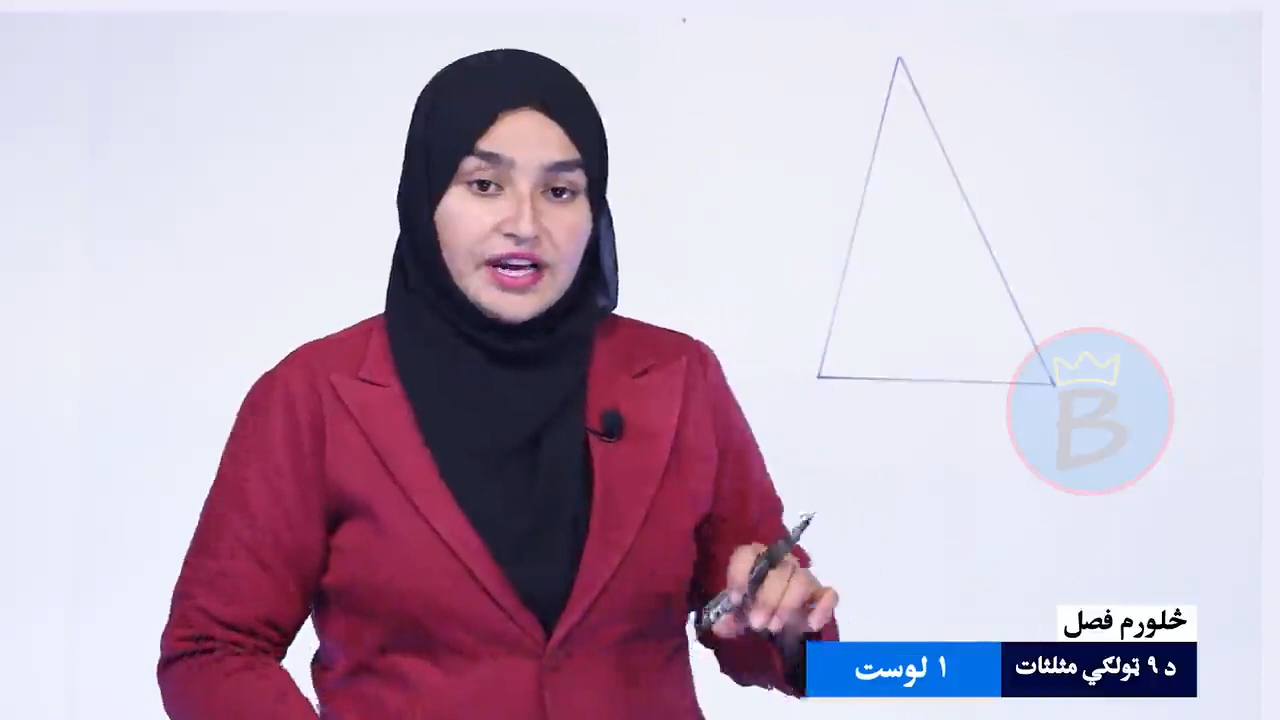 B
څلورم فصل
د ۹ ټولګي مثلثات
۱ لوست